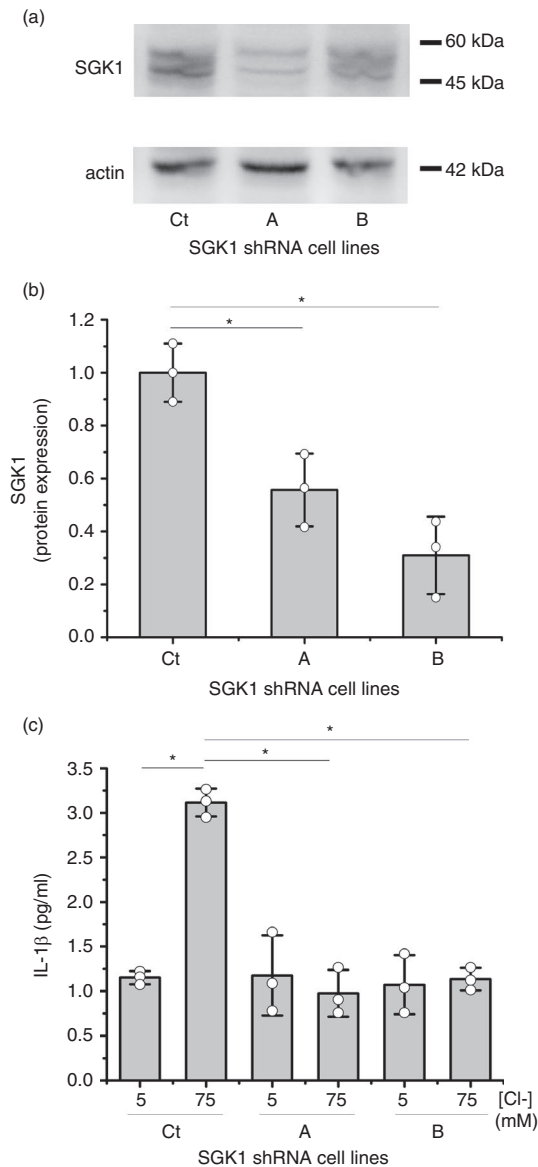 (a)
SGK1
60 kDa
45 kDa
actin
42 kDa
Ct A B
SGK1 shRNA cell lines
(b)
*
*
SGK1
(protein expression)
1.2
1.0
0.8
0.6
0.4
0.2
0.0
Ct A B
SGK1 shRNA cell lines
(c)
*
*
*
IL-1β (pg/ml)
3.5
3.0
2.5
2.0
1.5
1.0
0.5
0.0
5 75 5 75 5 75 [Cl-]
(mM)
Ct A B
SGK1 shRNA cell lines